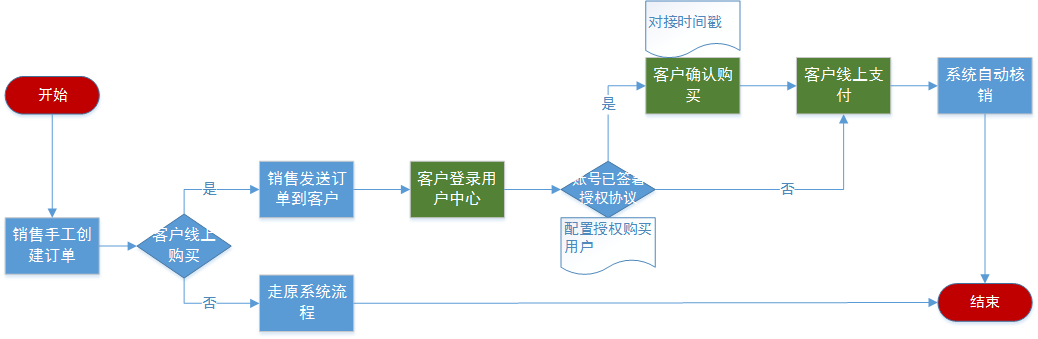 对接时间戳
开始
客户确认购
买
客户线上支
付
系统自动核
销
是
销售发送订
单到客户
客户登录用
户中心
账号已签署
授权协议
是
否
销售手工创
建订单
客户线上
购买
配置授权购买
用户
否
走原系统流
程
结束